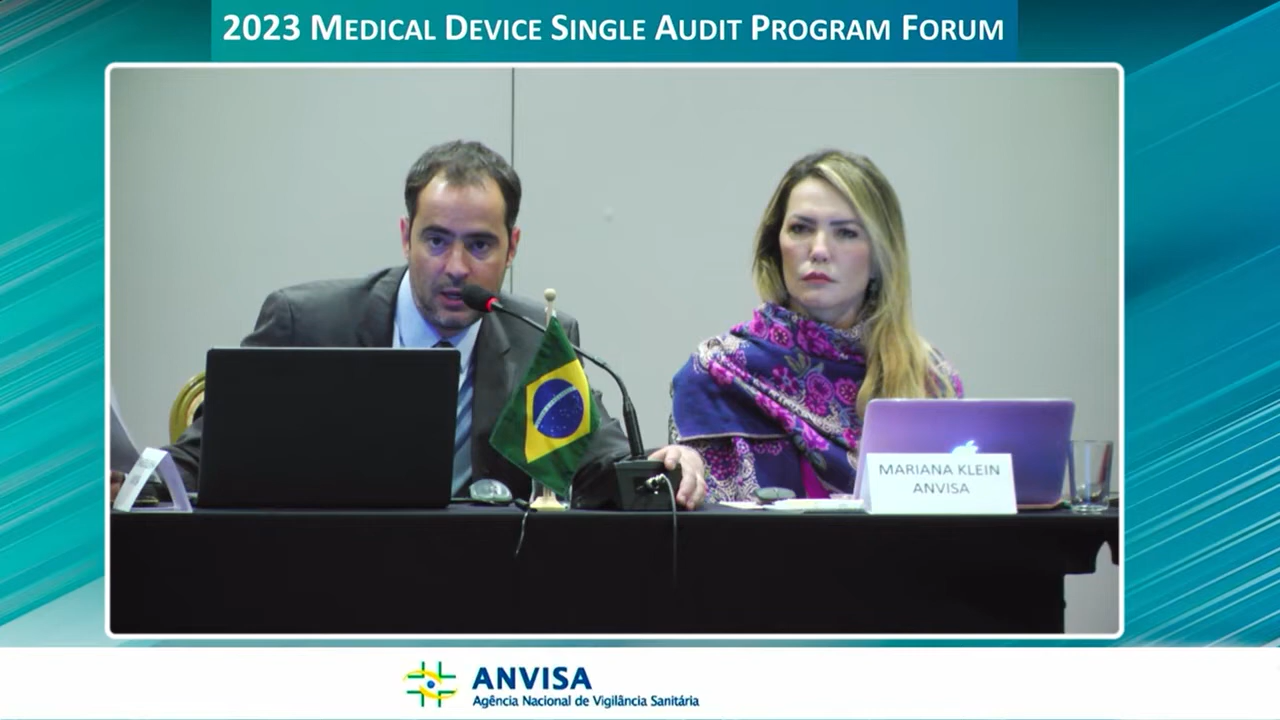 2023 MEDICAL DEVICE SINGLE AUDIT PROGRAM FORUM
MARIANA KLEIN
ANVISA
ANVISA
Agência Nacional de Vigilância Sanitária